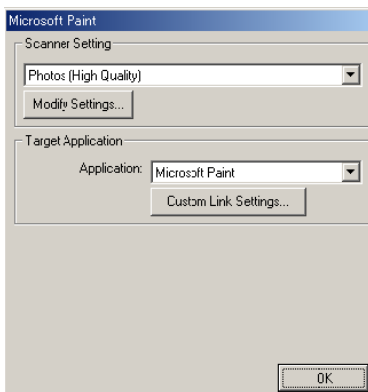 Microsoft Paint
Scanner Setting
Photos (High Quality)
Modify Settings...
Target Application
Application: Microsoft Paint
Custom Link Settings...
OK